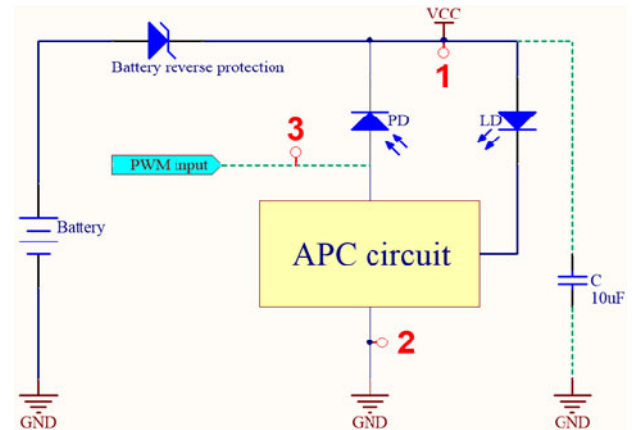 VCC
1
Battery reverse protection
PD
LD
3
PWM input
Battery
APC circuit
C
10uF
2
GND
GND
GND